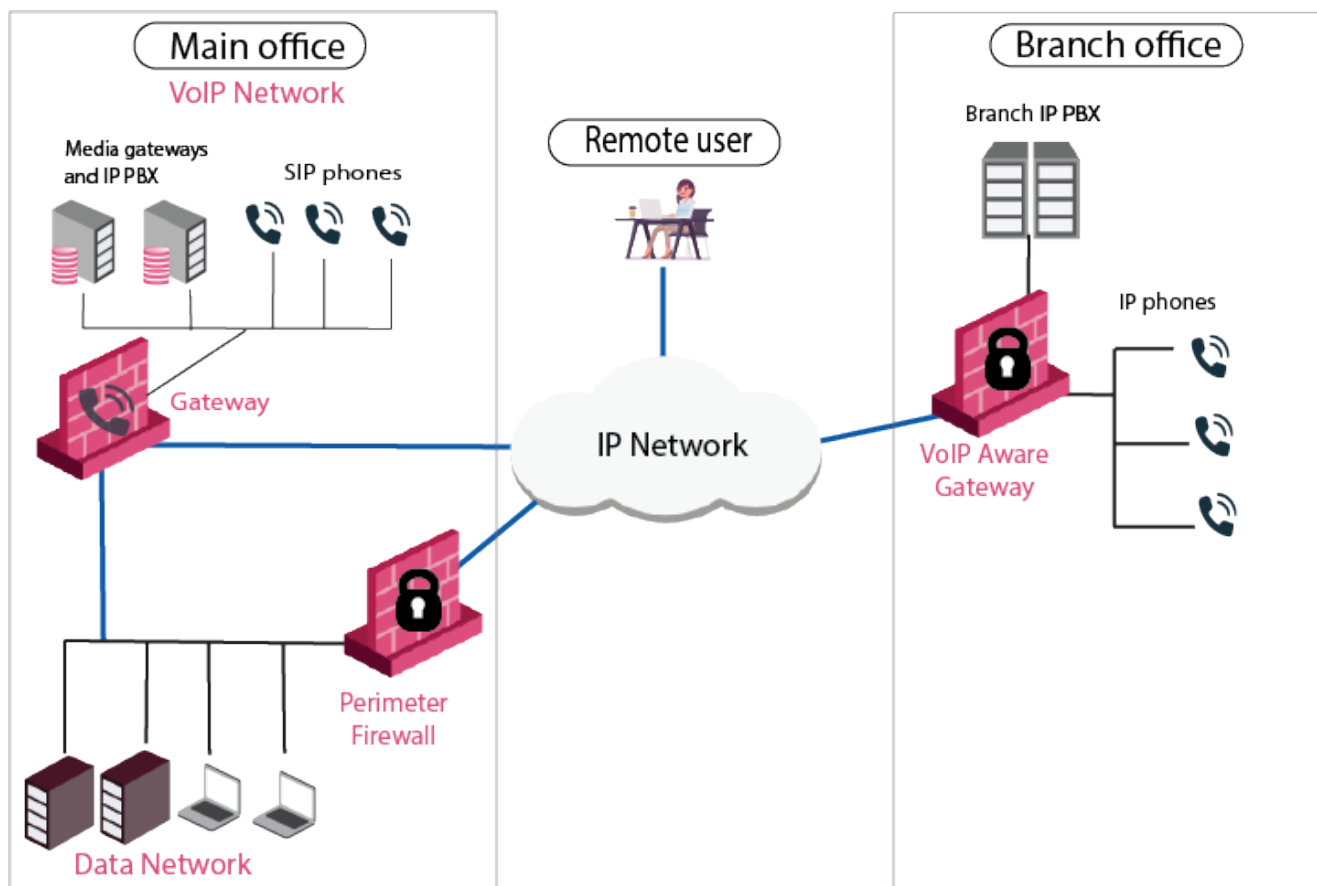 Main office
VoIP Network
Media gateways
and IP PBX
SIP phones
Gateway
Perimeter
Firewall
Data Network
Remote user
IP Network
Branch office
Branch IP PBX
IP phones
VoIP Aware
Gateway